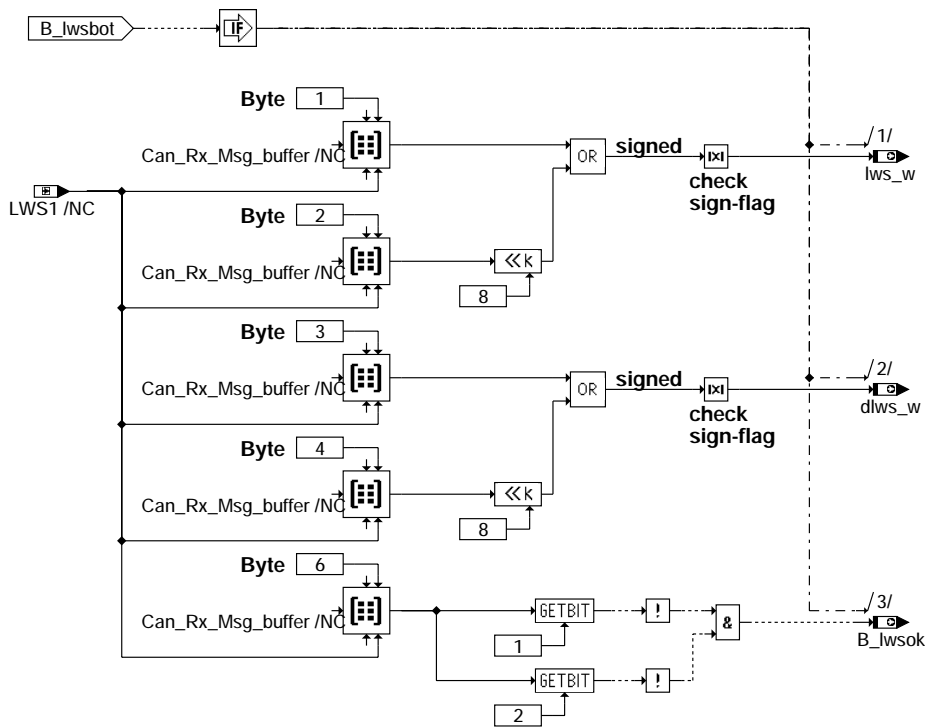 B_lwsbot
IF
Byte 1
Can_Rx_Msg_buffer /NC
OR
signed
|x|
check
sign-flag
/ 1/
lws_w
LWS1 /NC
Byte 2
Can_Rx_Msg_buffer /NC
<<k
8
Byte 3
Can_Rx_Msg_buffer /NC
OR
signed
|x|
check
sign-flag
/ 2/
dlws_w
Byte 4
Can_Rx_Msg_buffer /NC
<<k
8
Byte 6
Can_Rx_Msg_buffer /NC
GETBIT
!
&
/ 3/
B_lwsok
1
GETBIT
!
2